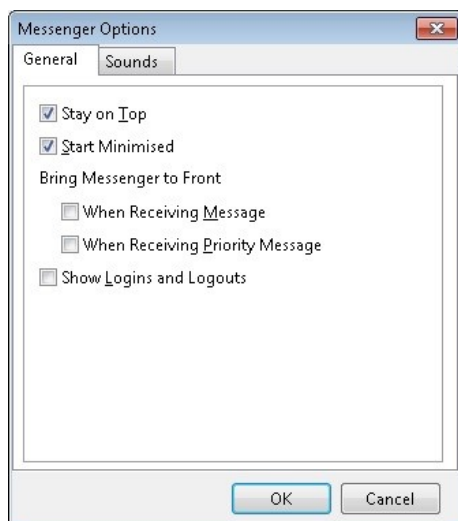 Messenger Options
General Sounds
Stay on Top
Start Minimised
Bring Messenger to Front
When Receiving Message
When Receiving Priority Message
Show Logins and Logouts
OK Cancel